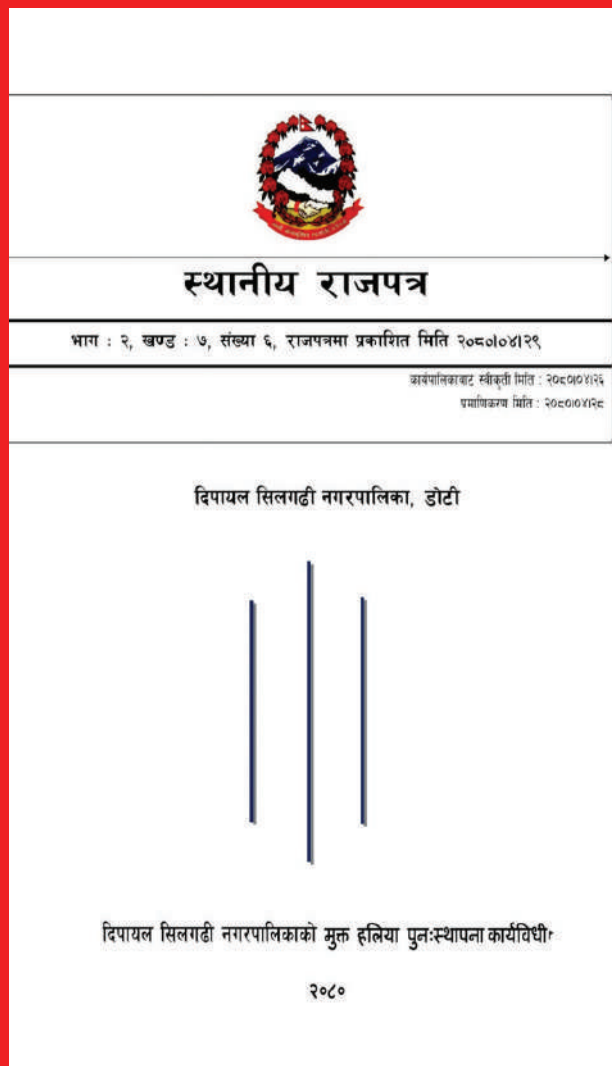 स्थानीय राजपत्र
भाग : २, खण्ड : ७, संख्या ६, राजपत्रमा प्रकाशित मिति २०८०।०४।२९
कार्यपालिकाबाट स्वीकृती मिति : २०८०।०४।२६
प्रमाणिकरण मिति : २०८०।०४।२८
दिपायल सिलगढी नगरपालिका, डोटी
दिपायल सिलगढी नगरपालिकाको मुक्त हलिया पुनःस्थापना कार्यविधी
२०८०